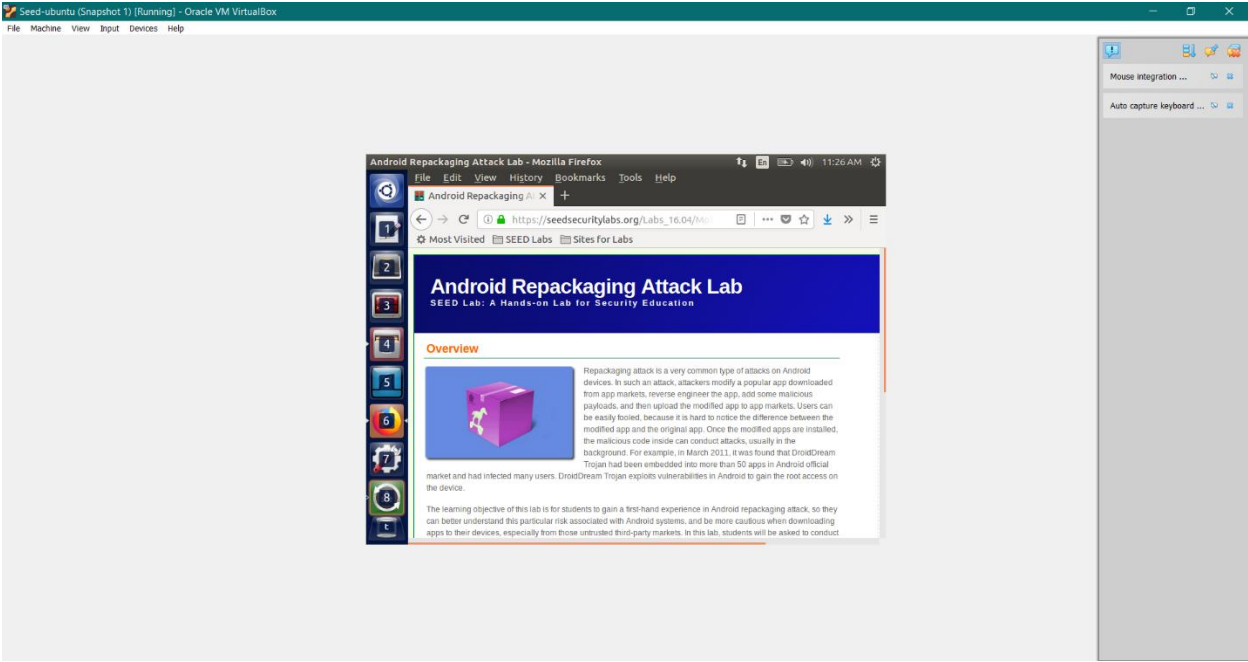 Seed-ubuntu (Snapshot 1) [Running] - Oracle VM VirtualBox
File Machine View Input Devices Help
Mouse integration ...
Auto capture keyboard ...
Android Repackaging Attack Lab - Mozilla Firefox
En
11:26 AM
File Edit View History Bookmarks Tools Help
Android Repackaging A
https://seedsecuritylabs.org/Labs_16.04/Mo
Most Visited SEED Labs Sites for Labs
1
2
3
4
5
6
7
8
t
Android Repackaging Attack Lab
SEED Lab: A Hands-on Lab for Security Education
Overview
Repackaging attack is a very common type of attacks on Android
devices. In such an attack, attackers modify a popular app downloaded
from app markets, reverse engineer the app, add some malicious
payloads, and then upload the modified app to app markets. Users can
be easily fooled, because it is hard to notice the difference between the
modified app and the original app. Once the modified apps are installed,
the malicious code inside can conduct attacks, usually in the
background. For example, in March 2011, it was found that DroidDream
Trojan had been embedded into more than 50 apps in Android official
market and had infected many users. DroidDream Trojan exploits vulnerabilities in Android to gain the root access on
the device.
The learning objective of this lab is for students to gain a first-hand experience in Android repackaging attack, so they
can better understand this particular risk associated with Android systems, and be more cautious when downloading
apps to their devices, especially from those untrusted third-party markets. In this lab, students will be asked to conduct